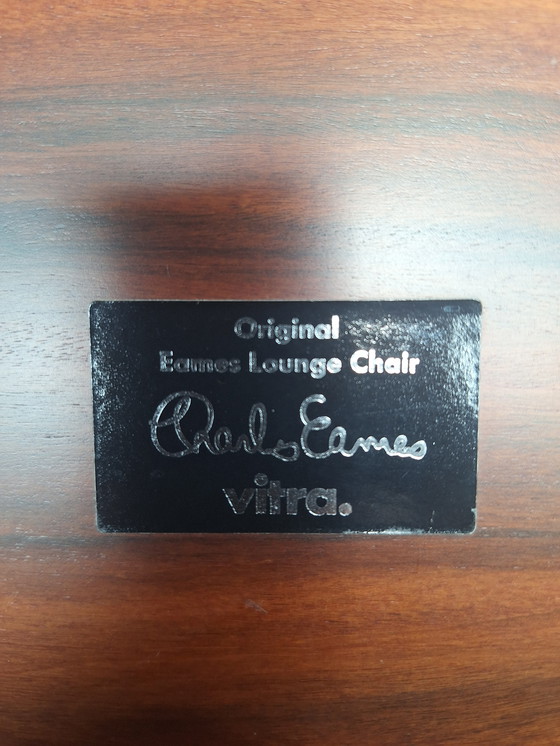 Original
Eames Lounge Chair
Charles Eames
vitra.